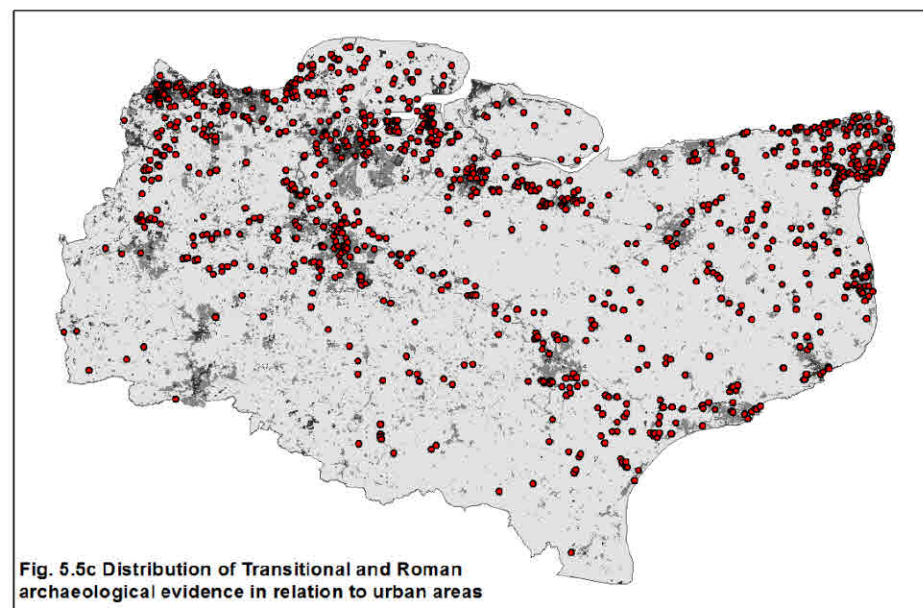 Fig. 5.5c Distribution of Transitional and Roman
archaeological evidence in relation to urban areas